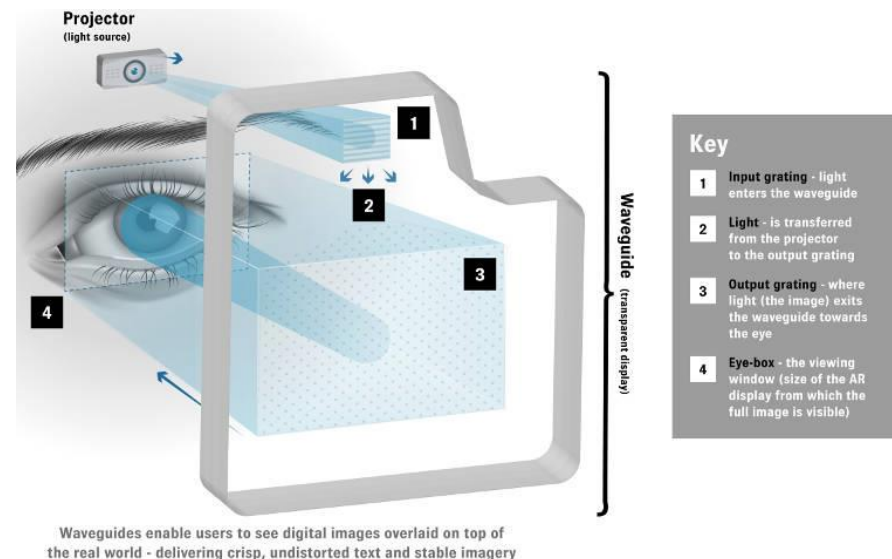 Projector
(light source)
1
2
3
4
Waveguide (transparent display)
Key
1 Input grating - light
enters the waveguide
2 Light - is transferred
from the projector
to the output grating
3 Output grating - where
light (the image) exits
the waveguide towards
the eye
4 Eye-box - the viewing
window (size of the AR
display from which the
full image is visible)
Waveguides enable users to see digital images overlaid on top of
the real world - delivering crisp, undistorted text and stable imagery